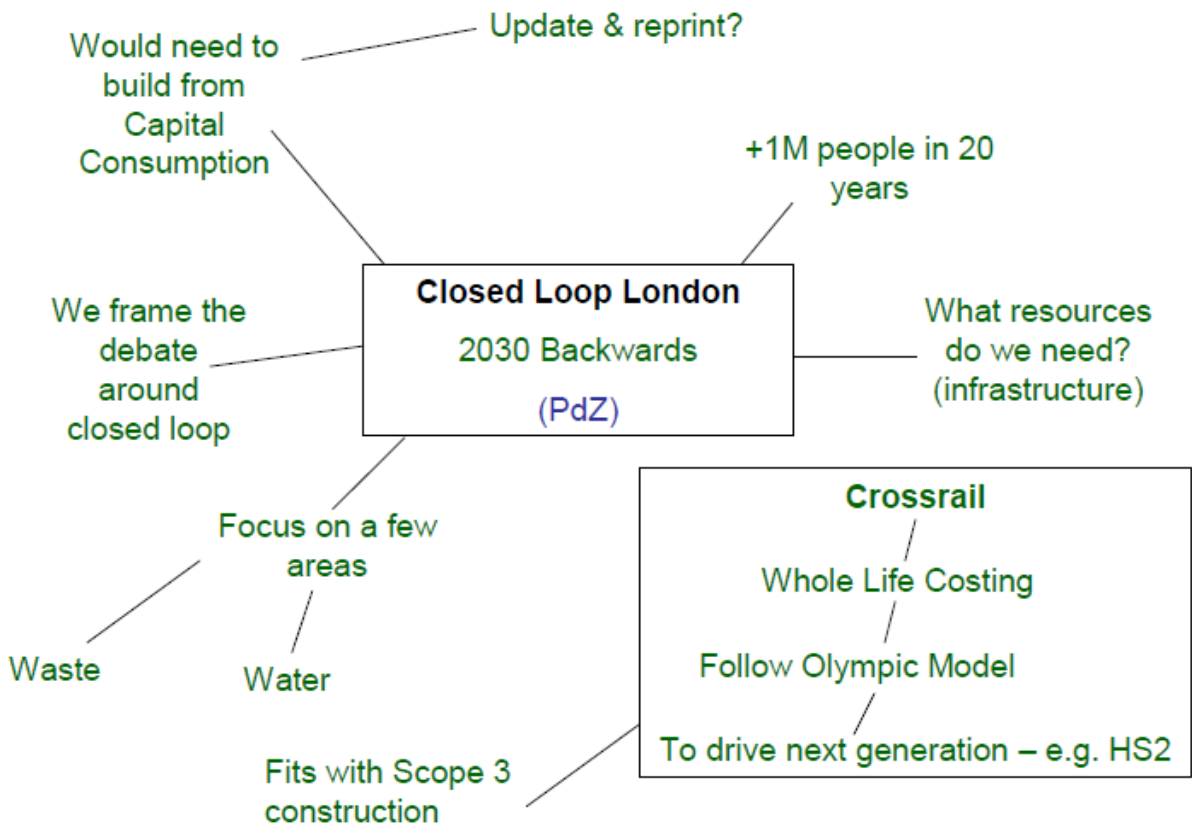 Update & reprint?
Would need to
build from
Capital
Consumption
+1M people in 20
years
Closed Loop London
2030 Backwards
(PdZ)
We frame the
debate
around
closed loop
What resources
do we need?
(infrastructure)
Focus on a few
areas
Waste
Water
Crossrail
Whole Life Costing
Follow Olympic Model
To drive next generation – e.g. HS2
Fits with Scope 3
construction